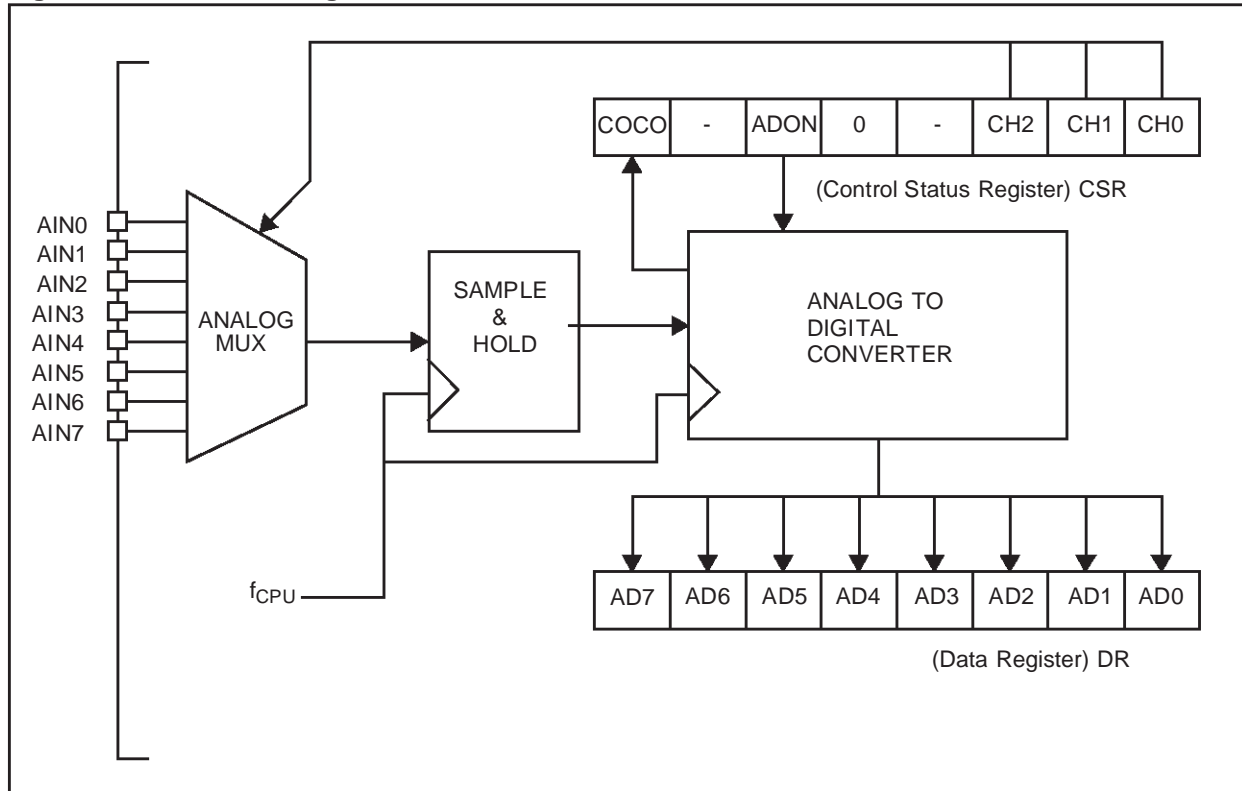 COCO - ADON 0 - CH2 CH1 CH0
(Control Status Register) CSR
AIN0
AIN1
AIN2
AIN3
AIN4
AIN5
AIN6
AIN7
ANALOG
MUX
SAMPLE
&
HOLD
ANALOG TO
DIGITAL
CONVERTER
fCPU
AD7 AD6 AD5 AD4 AD3 AD2 AD1 AD0
(Data Register) DR